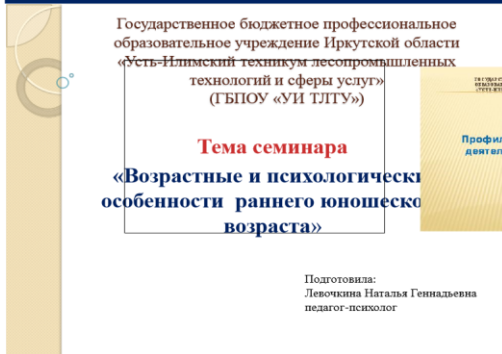 Государственное бюджетное профессиональное
образовательное учреждение Иркутской области
«Усть-Илимский техникум лесопромышленных
технологий и сферы услуг»
(ГБПОУ «УИ ТЛТУ»)
Тема семинара
«Возрастные и психологически
особенности раннего юношеско
возраста»
Профил
деятел
Подготовила:
Левочкина Наталья Геннадьевна
педагог-психолог